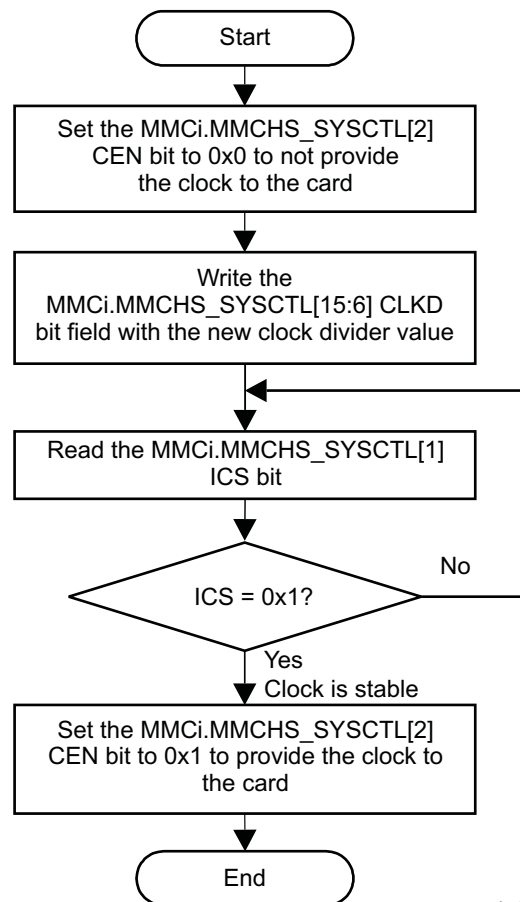 Start
Set the MMCi.MMCHS_SYSCTL[2]
CEN bit to 0x0 to not provide
the clock to the card
Write the
MMCi.MMCHS_SYSCTL[15:6] CLKD
bit field with the new clock divider value
Read the MMCi.MMCHS_SYSCTL[1]
ICS bit
ICS = 0x1?
No
Yes
Clock is stable
Set the MMCi.MMCHS_SYSCTL[2]
CEN bit to 0x1 to provide the clock to
the card
End